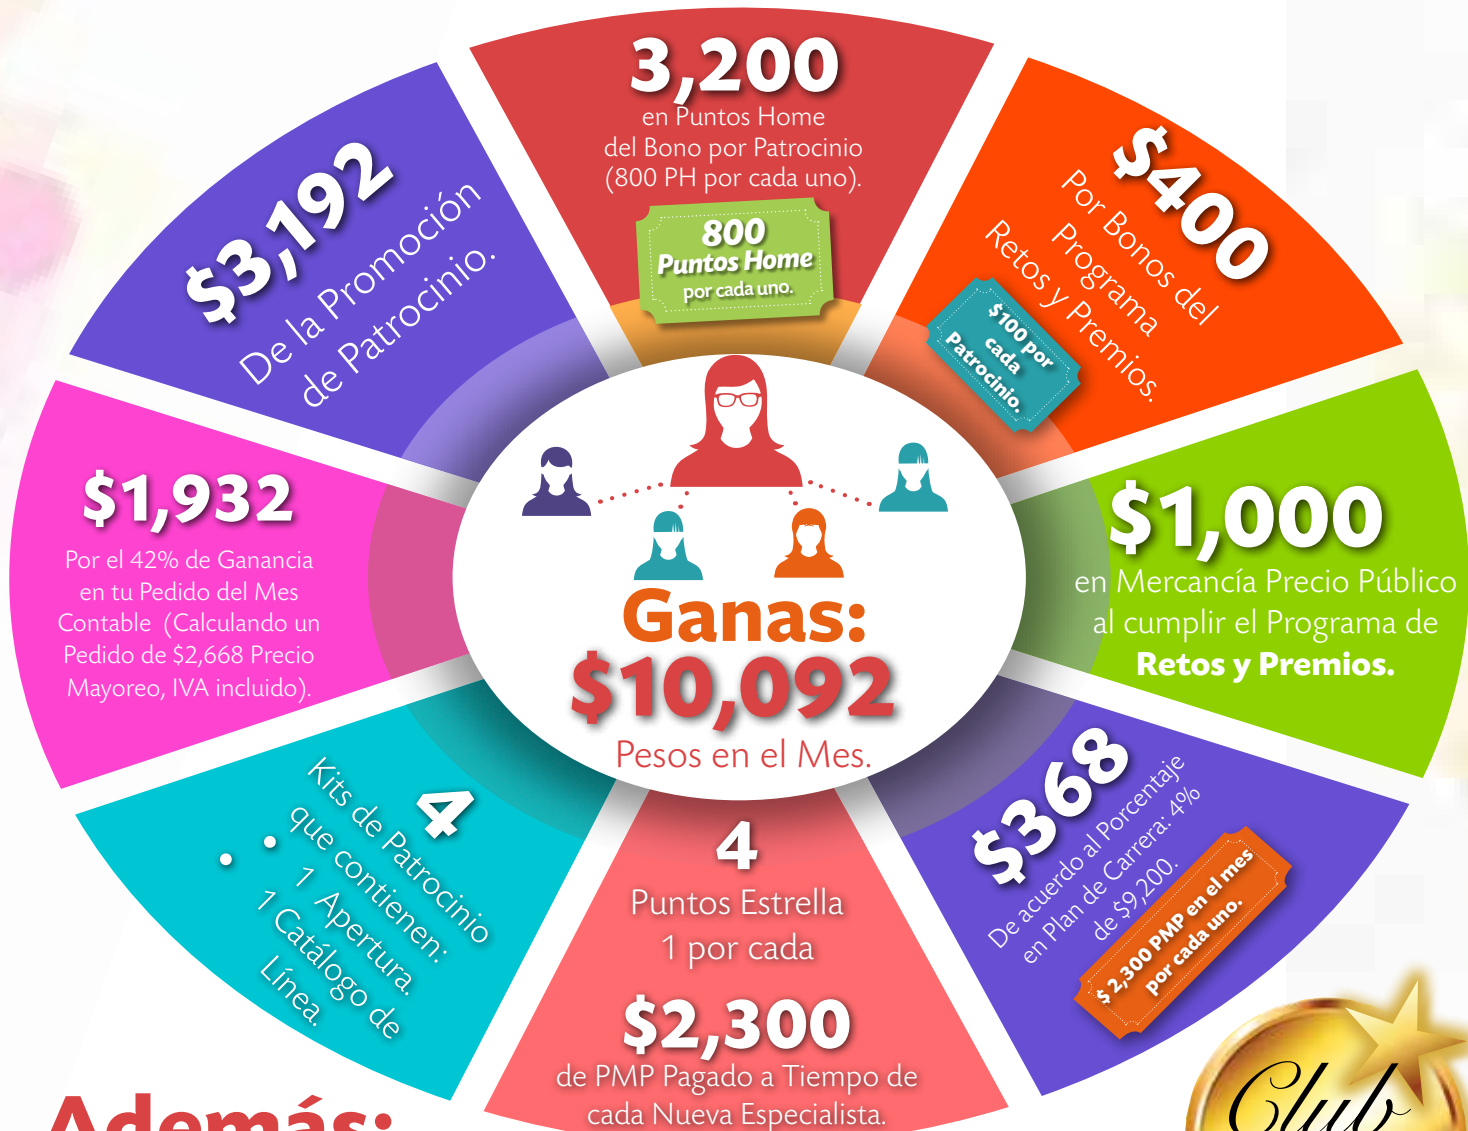 3,200
en Puntos Home
del Bono por Patrocinio
(800 PH por cada uno).
800
Puntos Home
por cada uno.
$400
Por Bonos del
Programa
Retos y Premios.
$100 por
cada
Patrocinio.
$1,000
en Mercancía Precio Público
al cumplir el Programa de
Retos y Premios.
$368
De acuerdo al Porcentaje
en Plan de Carrera: 4%
de $9,200.
$ 2,300 PMP en el mes
por cada uno.
4
Puntos Estrella
1 por cada
$2,300
de PMP Pagado a Tiempo de
cada Nueva Especialista.
4
Kits de Patrocinio
que contienen:
• 1 Apertura.
• 1 Catálogo de
Línea.
$1,932
Por el 42% de Ganancia
en tu Pedido del Mes
Contable (Calculando un
Pedido de $2,668 Precio
Mayoreo, IVA incluido).
$3,192
De la Promoción
de Patrocinio.
Ganas:
$10,092
Pesos en el Mes.
Además:
Club